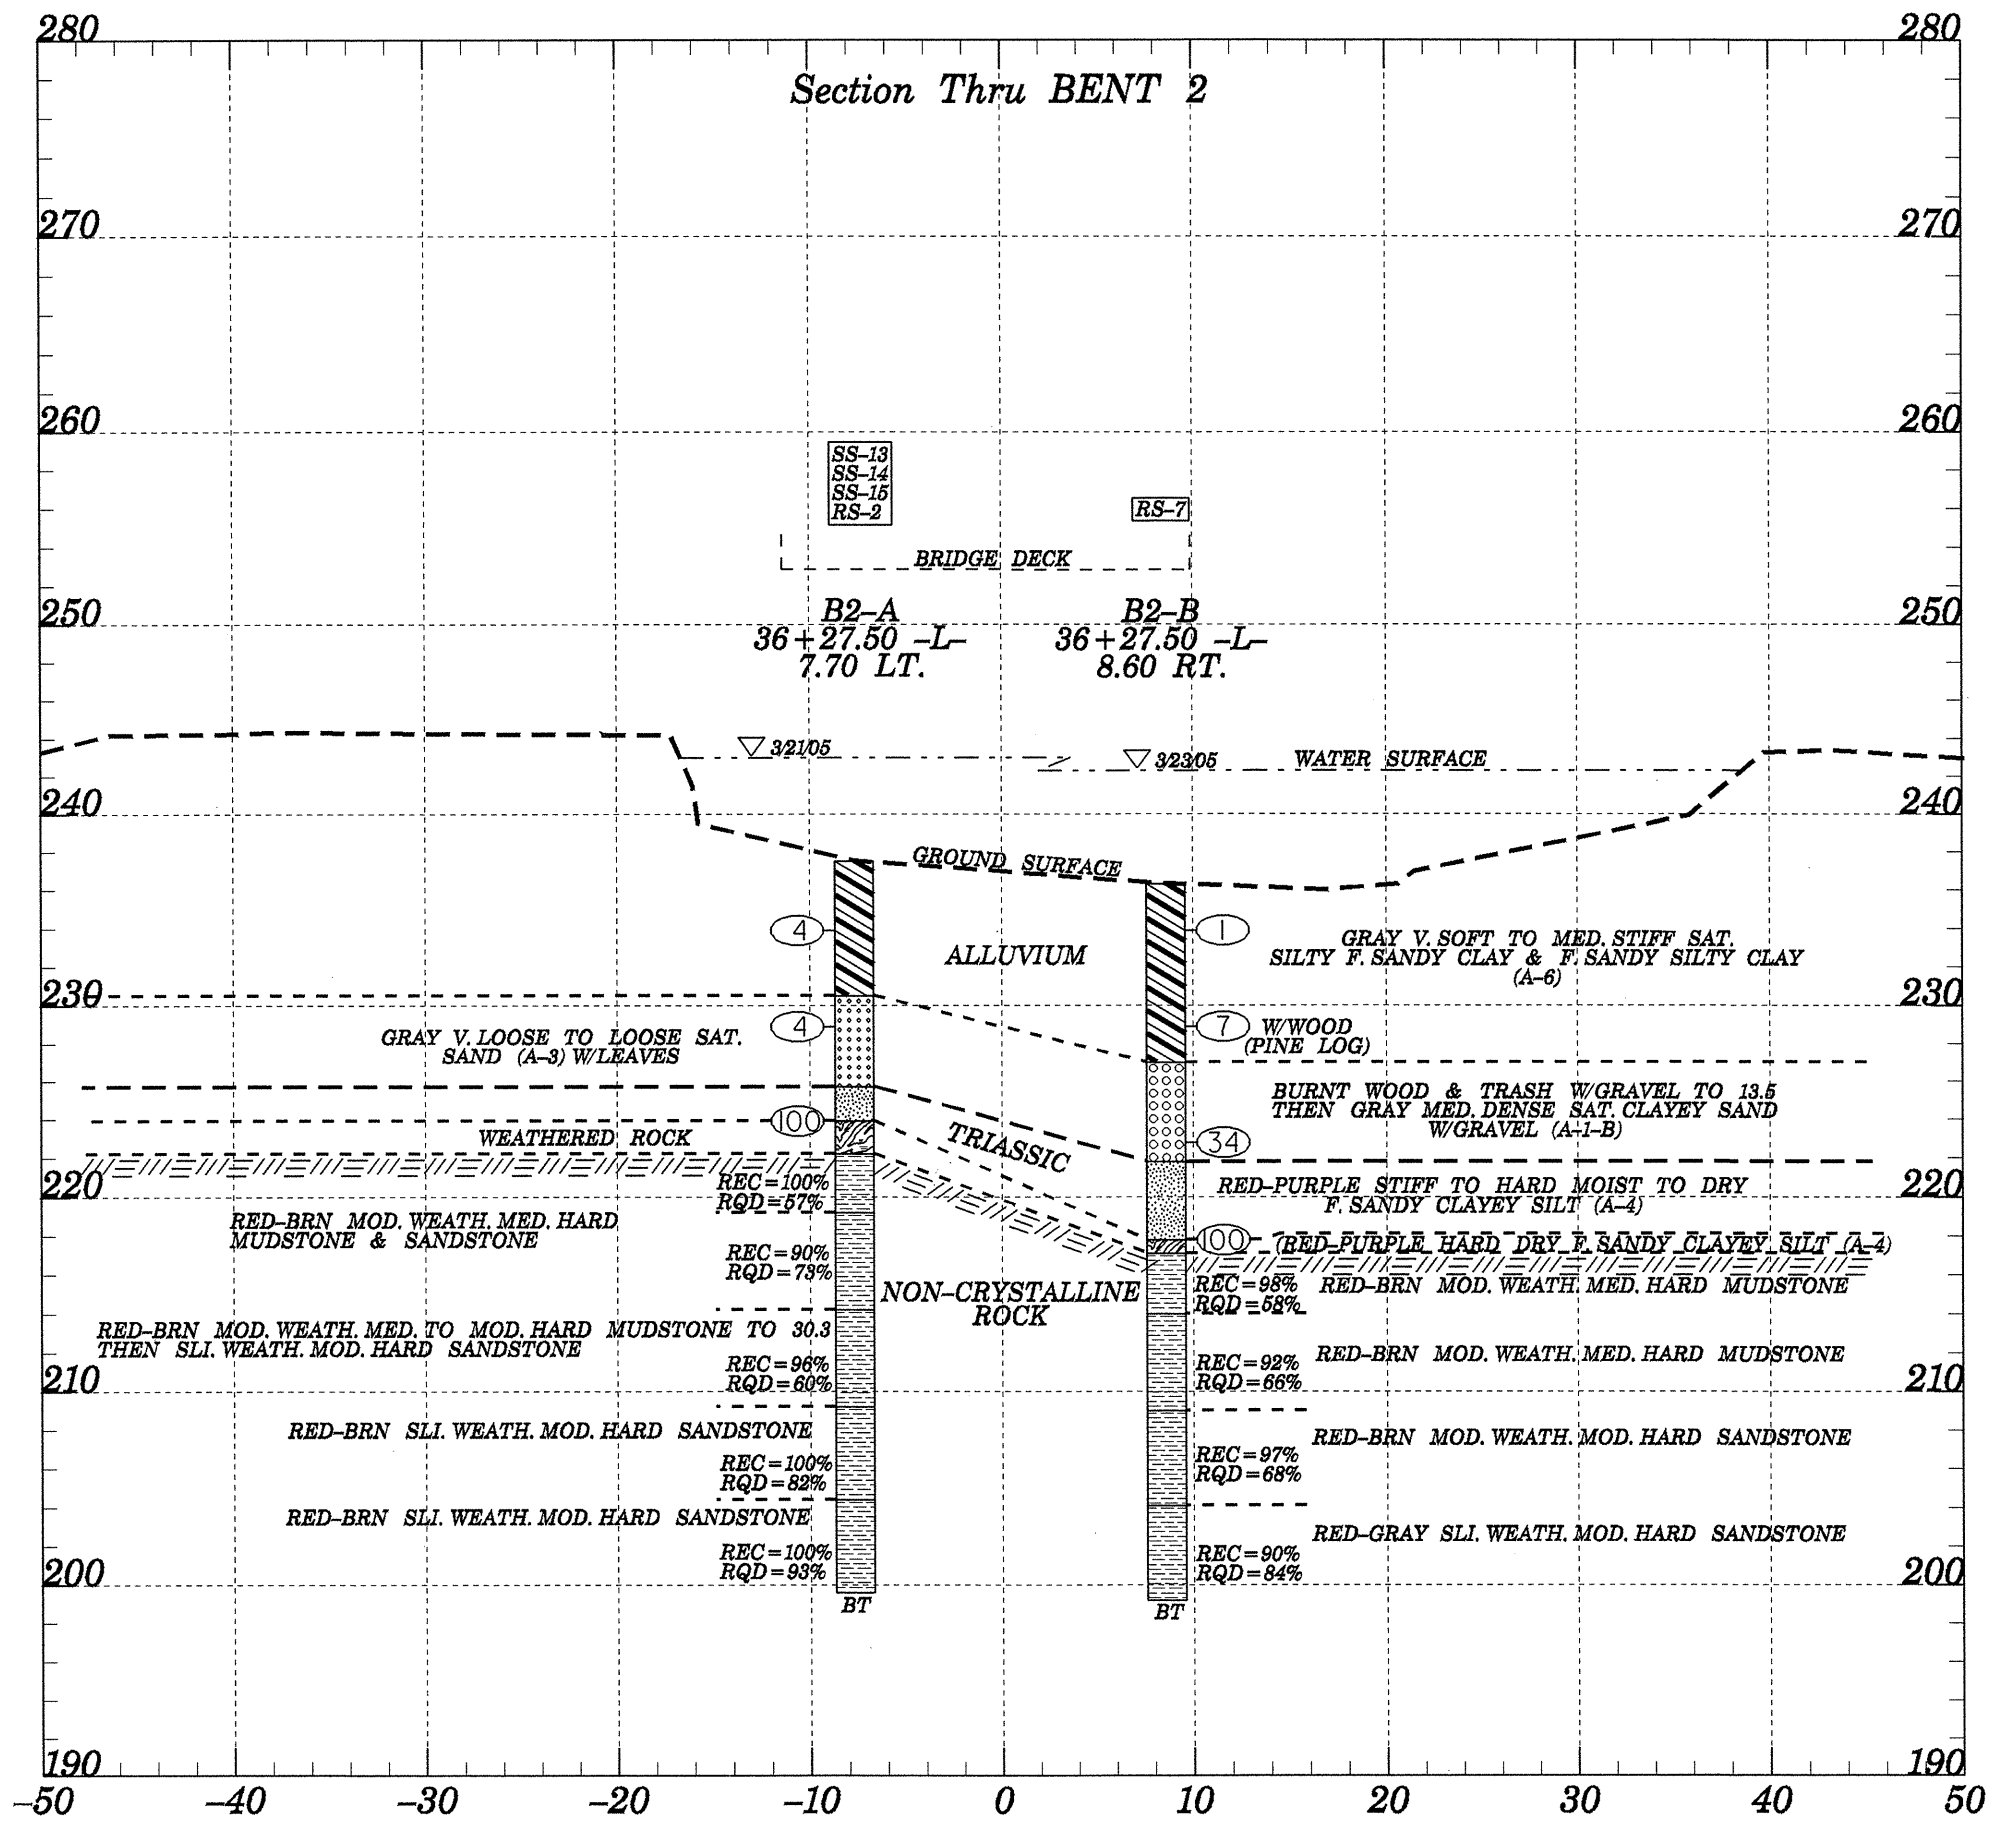 280
280
Section Thru BENT 2
270
270
260
260
SS-13
SS-14
SS-15
RS-2
RS-7
BRIDGE DECK
250
250
B2-A
36+27.50 -L-
7.70 LT.
B2-B
36+27.50 -L-
8.60 RT.
3/21/05
3/23/05
WATER SURFACE
240
240
GROUND SURFACE
4
ALLUVIUM
1
GRAY V. SOFT TO MED. STIFF SAT.
SILTY F. SANDY CLAY & F. SANDY SILTY CLAY
(A-6)
230
230
GRAY V. LOOSE TO LOOSE SAT.
SAND (A-3) W/LEAVES
4
7
W/WOOD
(PINE LOG)
BURNT WOOD & TRASH W/GRAVEL TO 13.5
THEN GRAY MED. DENSE SAT. CLAYEY SAND
W/GRAVEL (A-1-B)
100
WEATHERED ROCK
TRIASSIC
34
220
220
REC=100%
RQD=57%
RED-PURPLE STIFF TO HARD MOIST TO DRY
F. SANDY CLAYEY SILT (A-4)
RED-BRN MOD. WEATH. MED. HARD
MUDSTONE & SANDSTONE
100
(RED-PURPLE HARD DRY F. SANDY CLAYEY SILT (A-4)
REC=90%
RQD=73%
NON-CRYSTALLINE
ROCK
REC=98%
RQD=58%
RED-BRN MOD. WEATH. MED. HARD MUDSTONE
RED-BRN MOD. WEATH. MED. TO MOD. HARD MUDSTONE TO 30.3
THEN SLI. WEATH. MOD. HARD SANDSTONE
REC=96%
RQD=60%
REC=92%
RQD=66%
RED-BRN MOD. WEATH. MED. HARD MUDSTONE
210
210
RED-BRN SLI. WEATH. MOD. HARD SANDSTONE
REC=100%
RQD=82%
REC=97%
RQD=68%
RED-BRN MOD. WEATH. MOD. HARD SANDSTONE
RED-BRN SLI. WEATH. MOD. HARD SANDSTONE
REC=100%
RQD=93%
REC=90%
RQD=84%
RED-GRAY SLI. WEATH. MOD. HARD SANDSTONE
200
200
BT
BT
190
190
-50 -40 -30 -20 -10 0 10 20 30 40 50